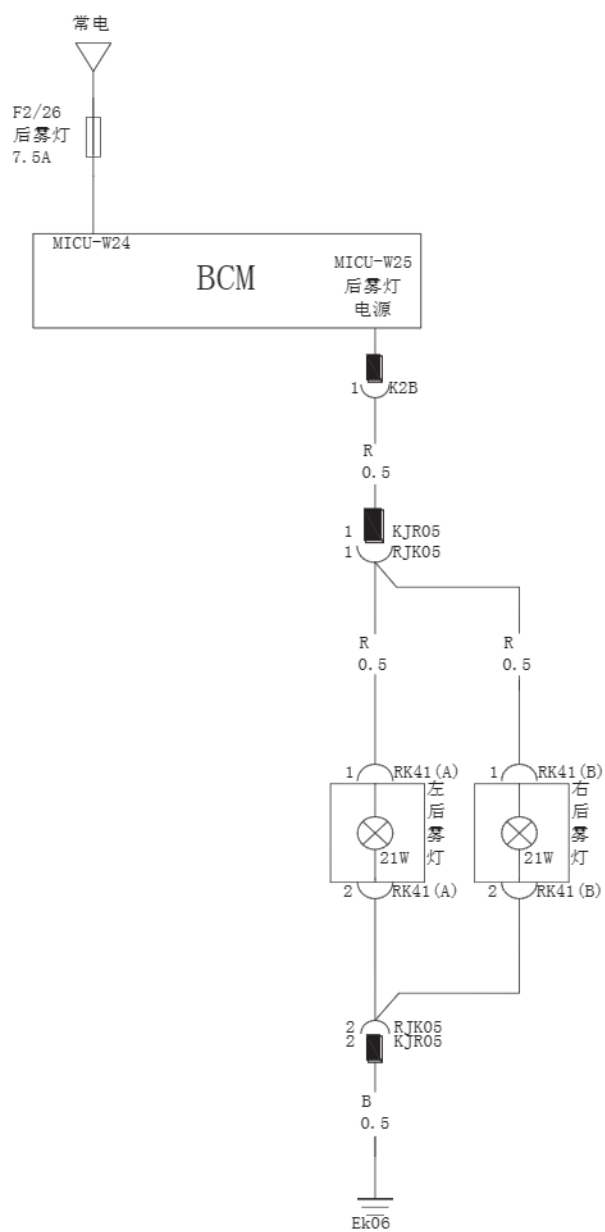 常电
F2/26
后雾灯
7.5A
MICU-W24
BCM
MICU-W25
后雾灯
电源
1 K2B
R
0.5
1 KJR05
1 RJK05
R
0.5
R
0.5
1 RK41(A)
1 RK41(B)
左后雾灯
21W
右后雾灯
21W
2 RK41(A)
2 RK41(B)
2 RJK05
2 KJR05
B
0.5
Ek06